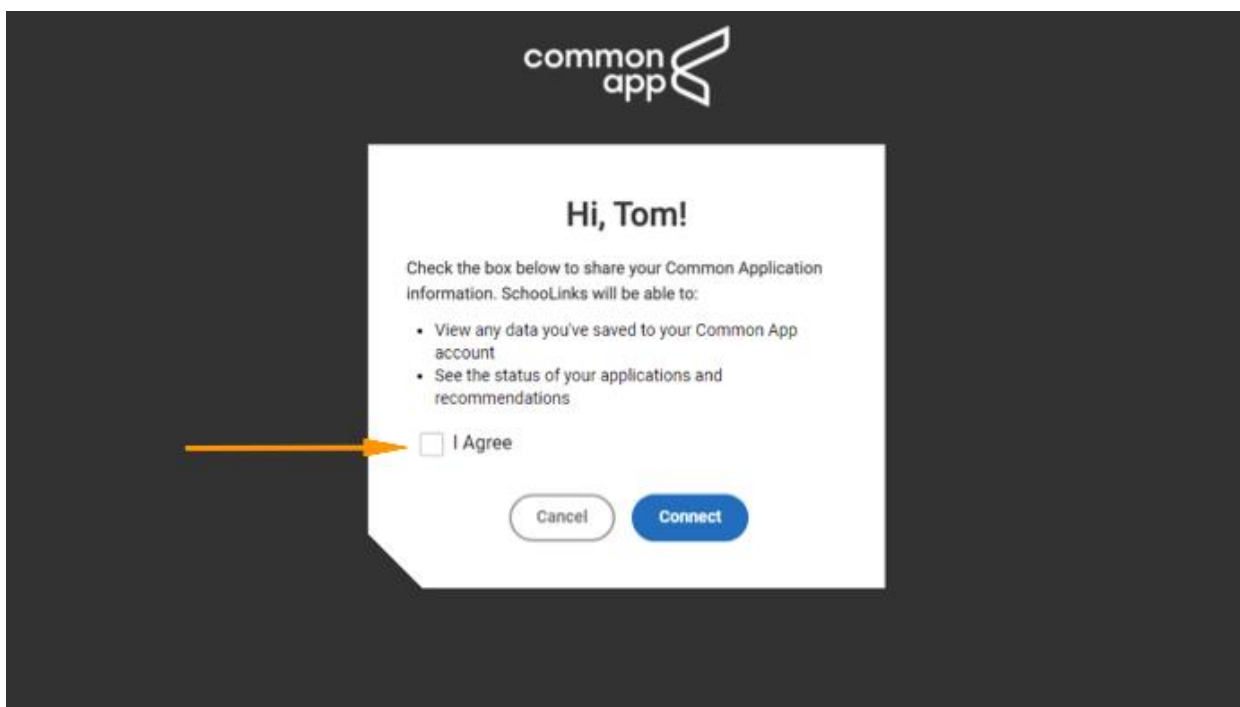 common
app
Hi, Tom!
Check the box below to share your Common Application
information. SchooLinks will be able to:
• View any data you've saved to your Common App
account
• See the status of your applications and
recommendations
I Agree
Cancel Connect